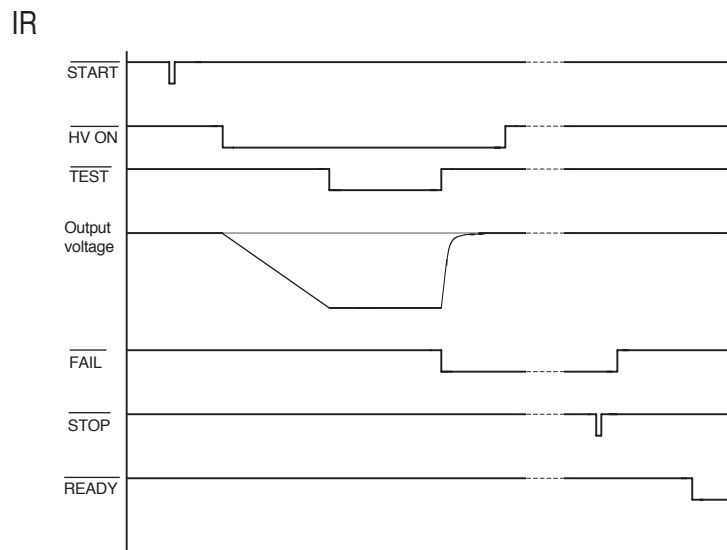 IR
START
HV ON
TEST
Output
voltage
FAIL
STOP
READY